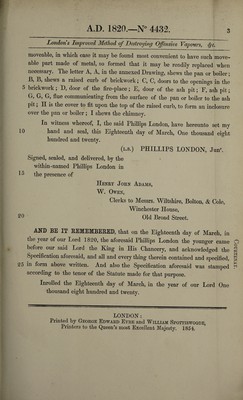 A.D. 1820.—No 4432. 3
London's Improved Method of Destroying Offensive Vapours, &c.
moveable, in which case it may be found most convenient to each move-
able part made of metal, so formed that it may be readily replaced when
necessary. The letter A, A, in the annexed Drawing, shews the pan or boiler;
B, B, shews a raised curb of brickwork; C, C, doors to the openings in the
5 brickwork; D, door of the fire-place; E, door of the ash pit; F, ash pit;
G, G, G, flue communicating from the surface of the pan or boiler to the ash
pit; H is the cover to fit upon the top of the raised curb, to form an inclosure
over the pan or boiler; I shews the chimney.
In witness whereof, I, the said Phillips London, have hereunto set my
10 hand and seal, this Eighteenth day of March, One thousand eight
hundred and twenty.
(L.S.) PHILLIPS LONDON, Junr.
Signed, sealed, and delivered, by the
within-named Phillips London in
15 the presence of
Henry John Adams,
W. Owen,
Clerks to Messrs. Wiltshire, Bolton, & Cole,
Winchester House,
20 Old Broad Street.
AND BE IT REMEMBERED, that on the Eighteenth day of March, in
the year of our Lord 1820, the aforesaid Phillips London the younger came
before our said Lord the King in His Chancery, and acknowledged the
Specification aforesaid, and all and every thing therein contained and specified,
25 in form above written. And also the Specification aforesaid was stamped
according to the tenor of the Statute made for that purpose.
Inrolled the Eighteenth day of March, in the year of our Lord One
thousand eight hundred and twenty.
LONDON:
Printed by George Edward Eyre and William Spottiswoode,
Printers to the Queen's most Excellent Majesty. 1854.